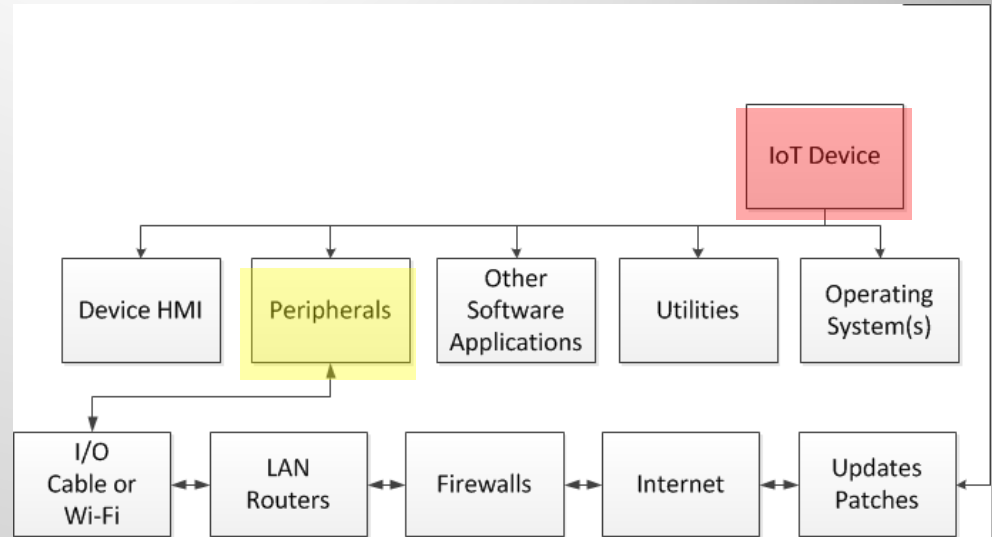 IoT Device
Device HMI
Peripherals
Other
Software
Applications
Utilities
Operating
System(s)
I/O
Cable or
Wi-Fi
LAN
Routers
Firewalls
Internet
Updates
Patches